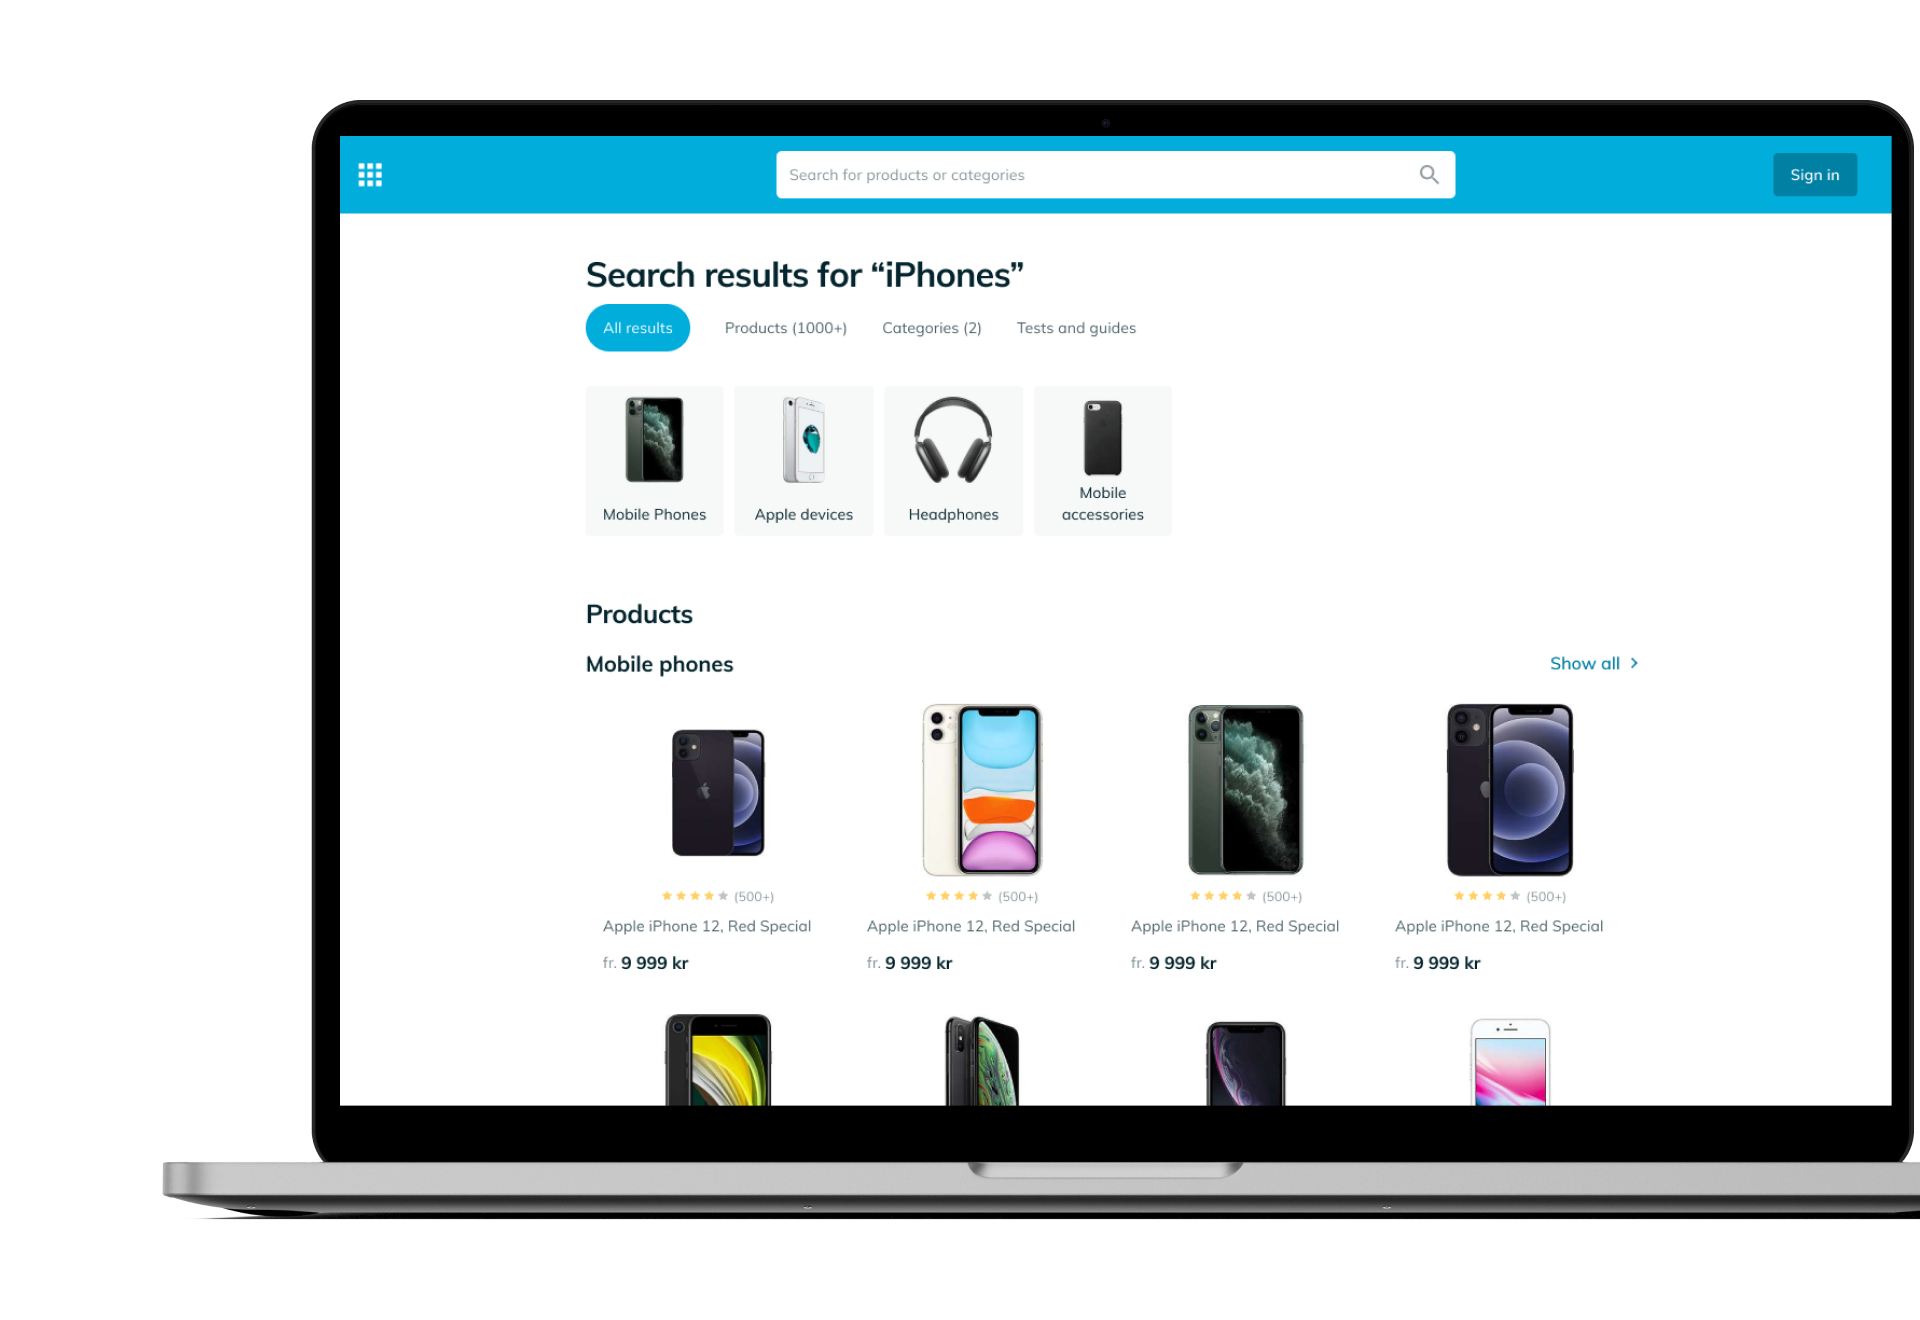 Search for products or categories
Sign in
Search results for “iPhones”
All results
Products (1000+)
Categories (2)
Tests and guides
Mobile Phones
Apple devices
Headphones
Mobile
accessories
Products
Mobile phones
Show all
(500+)
(500+)
(500+)
(500+)
Apple iPhone 12, Red Special
Apple iPhone 12, Red Special
Apple iPhone 12, Red Special
Apple iPhone 12, Red Special
fr. 9 999 kr
fr. 9 999 kr
fr. 9 999 kr
fr. 9 999 kr